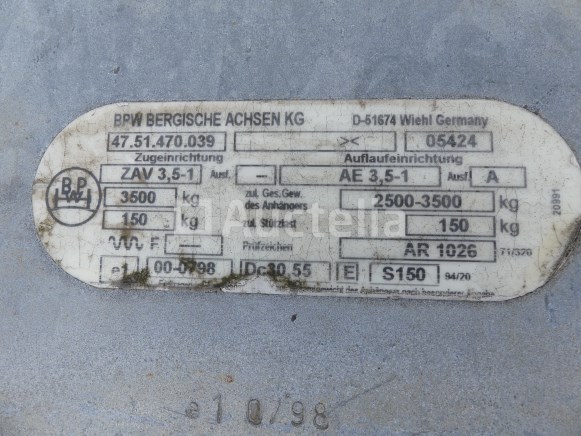 BPW BERGISCHE ACHSEN KG D-51674 Wiehl Germany
47.51.470.039 >< 05424
Zugeinrichtung Auflaufeinrichtung
ZAV 3,5-1 Ausf. – AE 3,5-1 Ausf A
BPW
3500 kg zul. Ges. Gew. des Anhängers 2500-3500 kg
150 kg zul. Stützlast 150 kg
F — Prüfzeichen AR 1026 71/320
e1 00-0798 Dc30,55 E S150 94/20
20991
e1 0/98